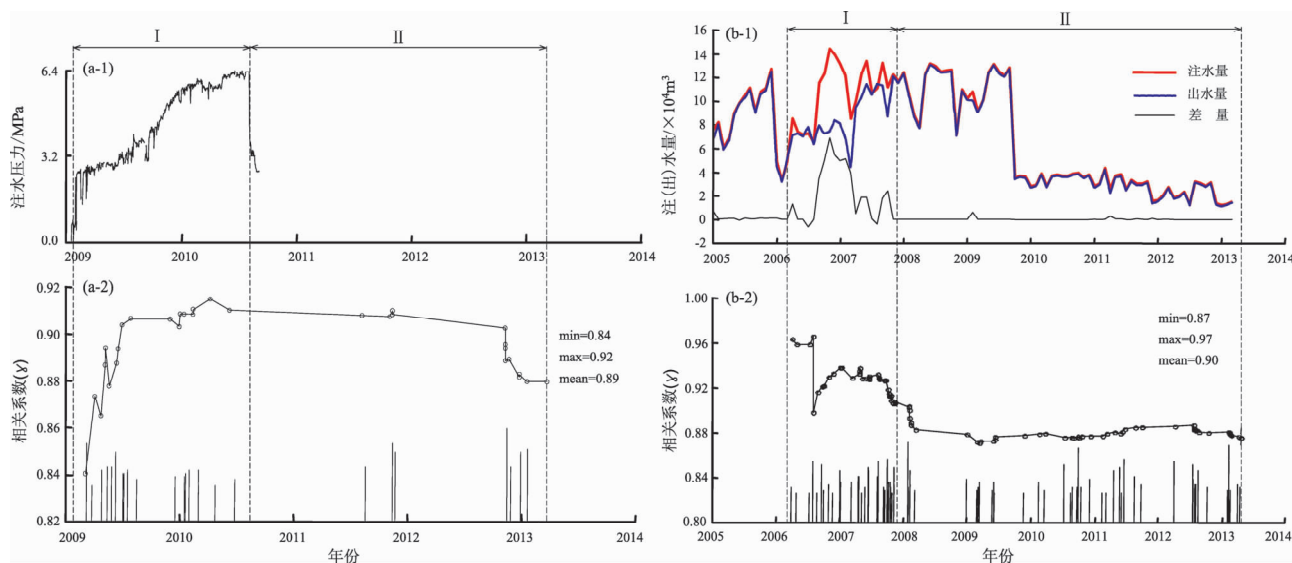 I
II
(a-1)
6.4
3.2
0.0
注水压力/MPa
2009
2010
2011
2012
2013
2014
(a-2)
0.92
0.90
0.88
0.86
0.84
0.82
相关系数(γ)
min=0.84
max=0.92
mean=0.89
2009
2010
2011
2012
2013
2014
年份
I
II
(b-1)
16
14
12
10
8
6
4
2
0
-2
注(出)水量/×10⁴m³
注水量
出水量
差 量
2005
2006
2007
2008
2009
2010
2011
2012
2013
2014
(b-2)
1.00
0.96
0.92
0.88
0.84
0.80
相关系数(γ)
min=0.87
max=0.97
mean=0.90
2005
2006
2007
2008
2009
2010
2011
2012
2013
2014
年份